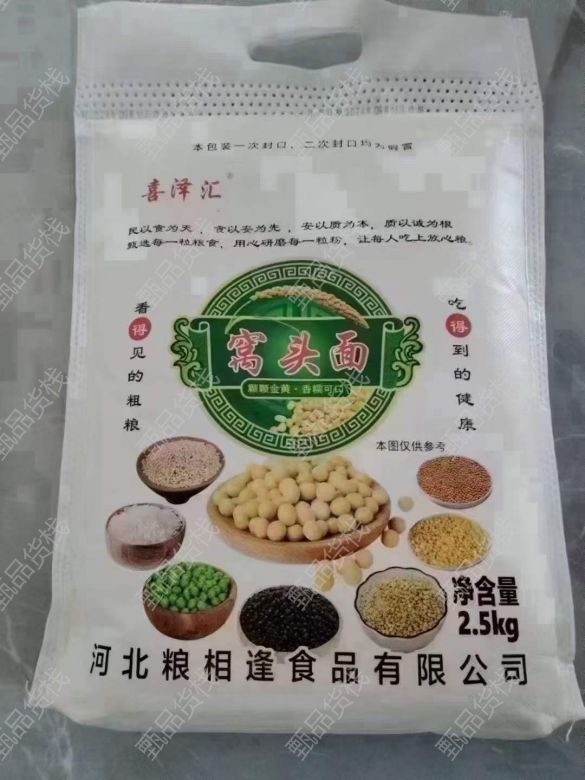 本包装一次封口，二次封口均为假冒
喜泽汇®
民以食为天，食以安为先，安以质为本，质以诚为根
甄选每一粒粮食，用心研磨每一粒粉，让每人吃上放心粮。
看得见的粗粮
吃得到的健康
窝头面
颗颗金黄·香糯可口
本图仅供参考
净含量
2.5kg
河北粮相逢食品有限公司
甄品货栈